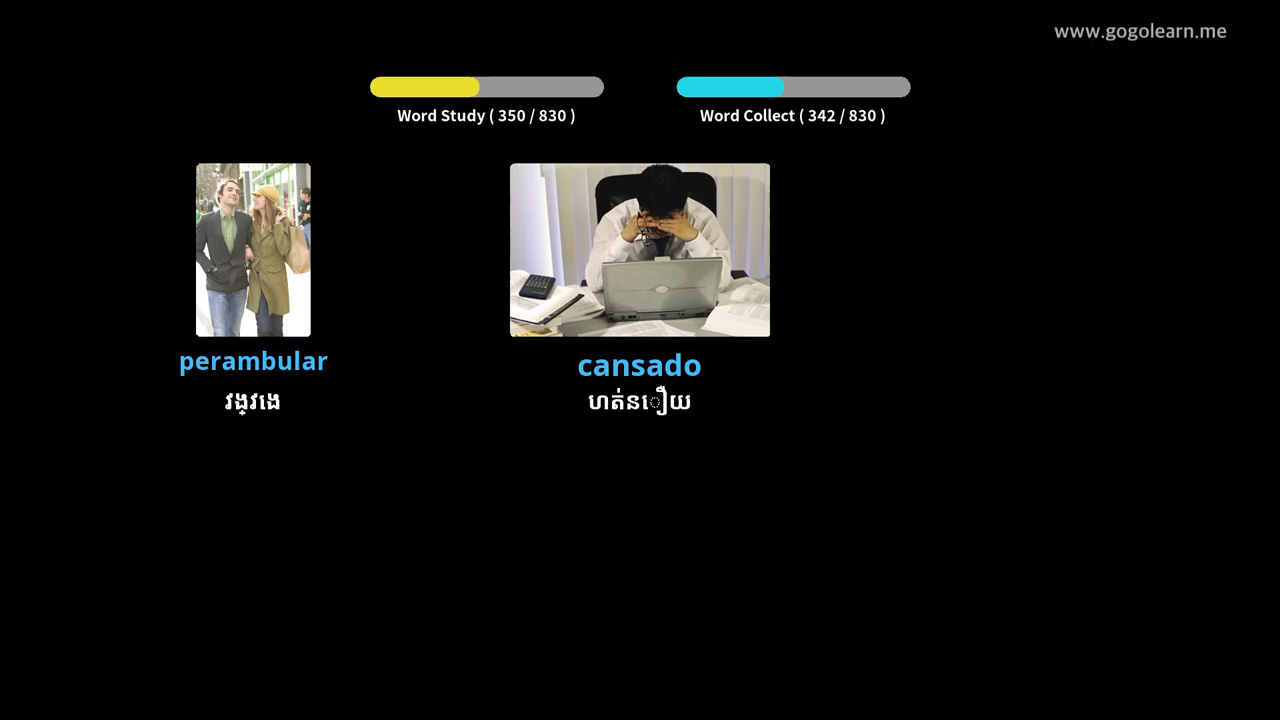 www.gogolearn.me
Word Study ( 350 / 830 )
Word Collect ( 342 / 830 )
perambular
វង្វេង
cansado
ហត់នឿយ